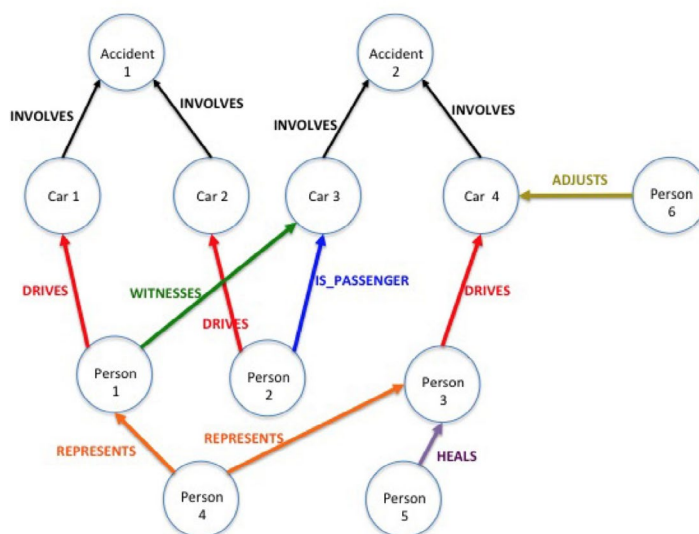 Accident
1
Accident
2
INVOLVES
INVOLVES
INVOLVES
INVOLVES
Car 1
Car 2
Car 3
Car 4
ADJUSTS
Person
6
DRIVES
WITNESSES
DRIVES
IS_PASSENGER
DRIVES
Person
1
Person
2
Person
3
REPRESENTS
REPRESENTS
HEALS
Person
4
Person
5